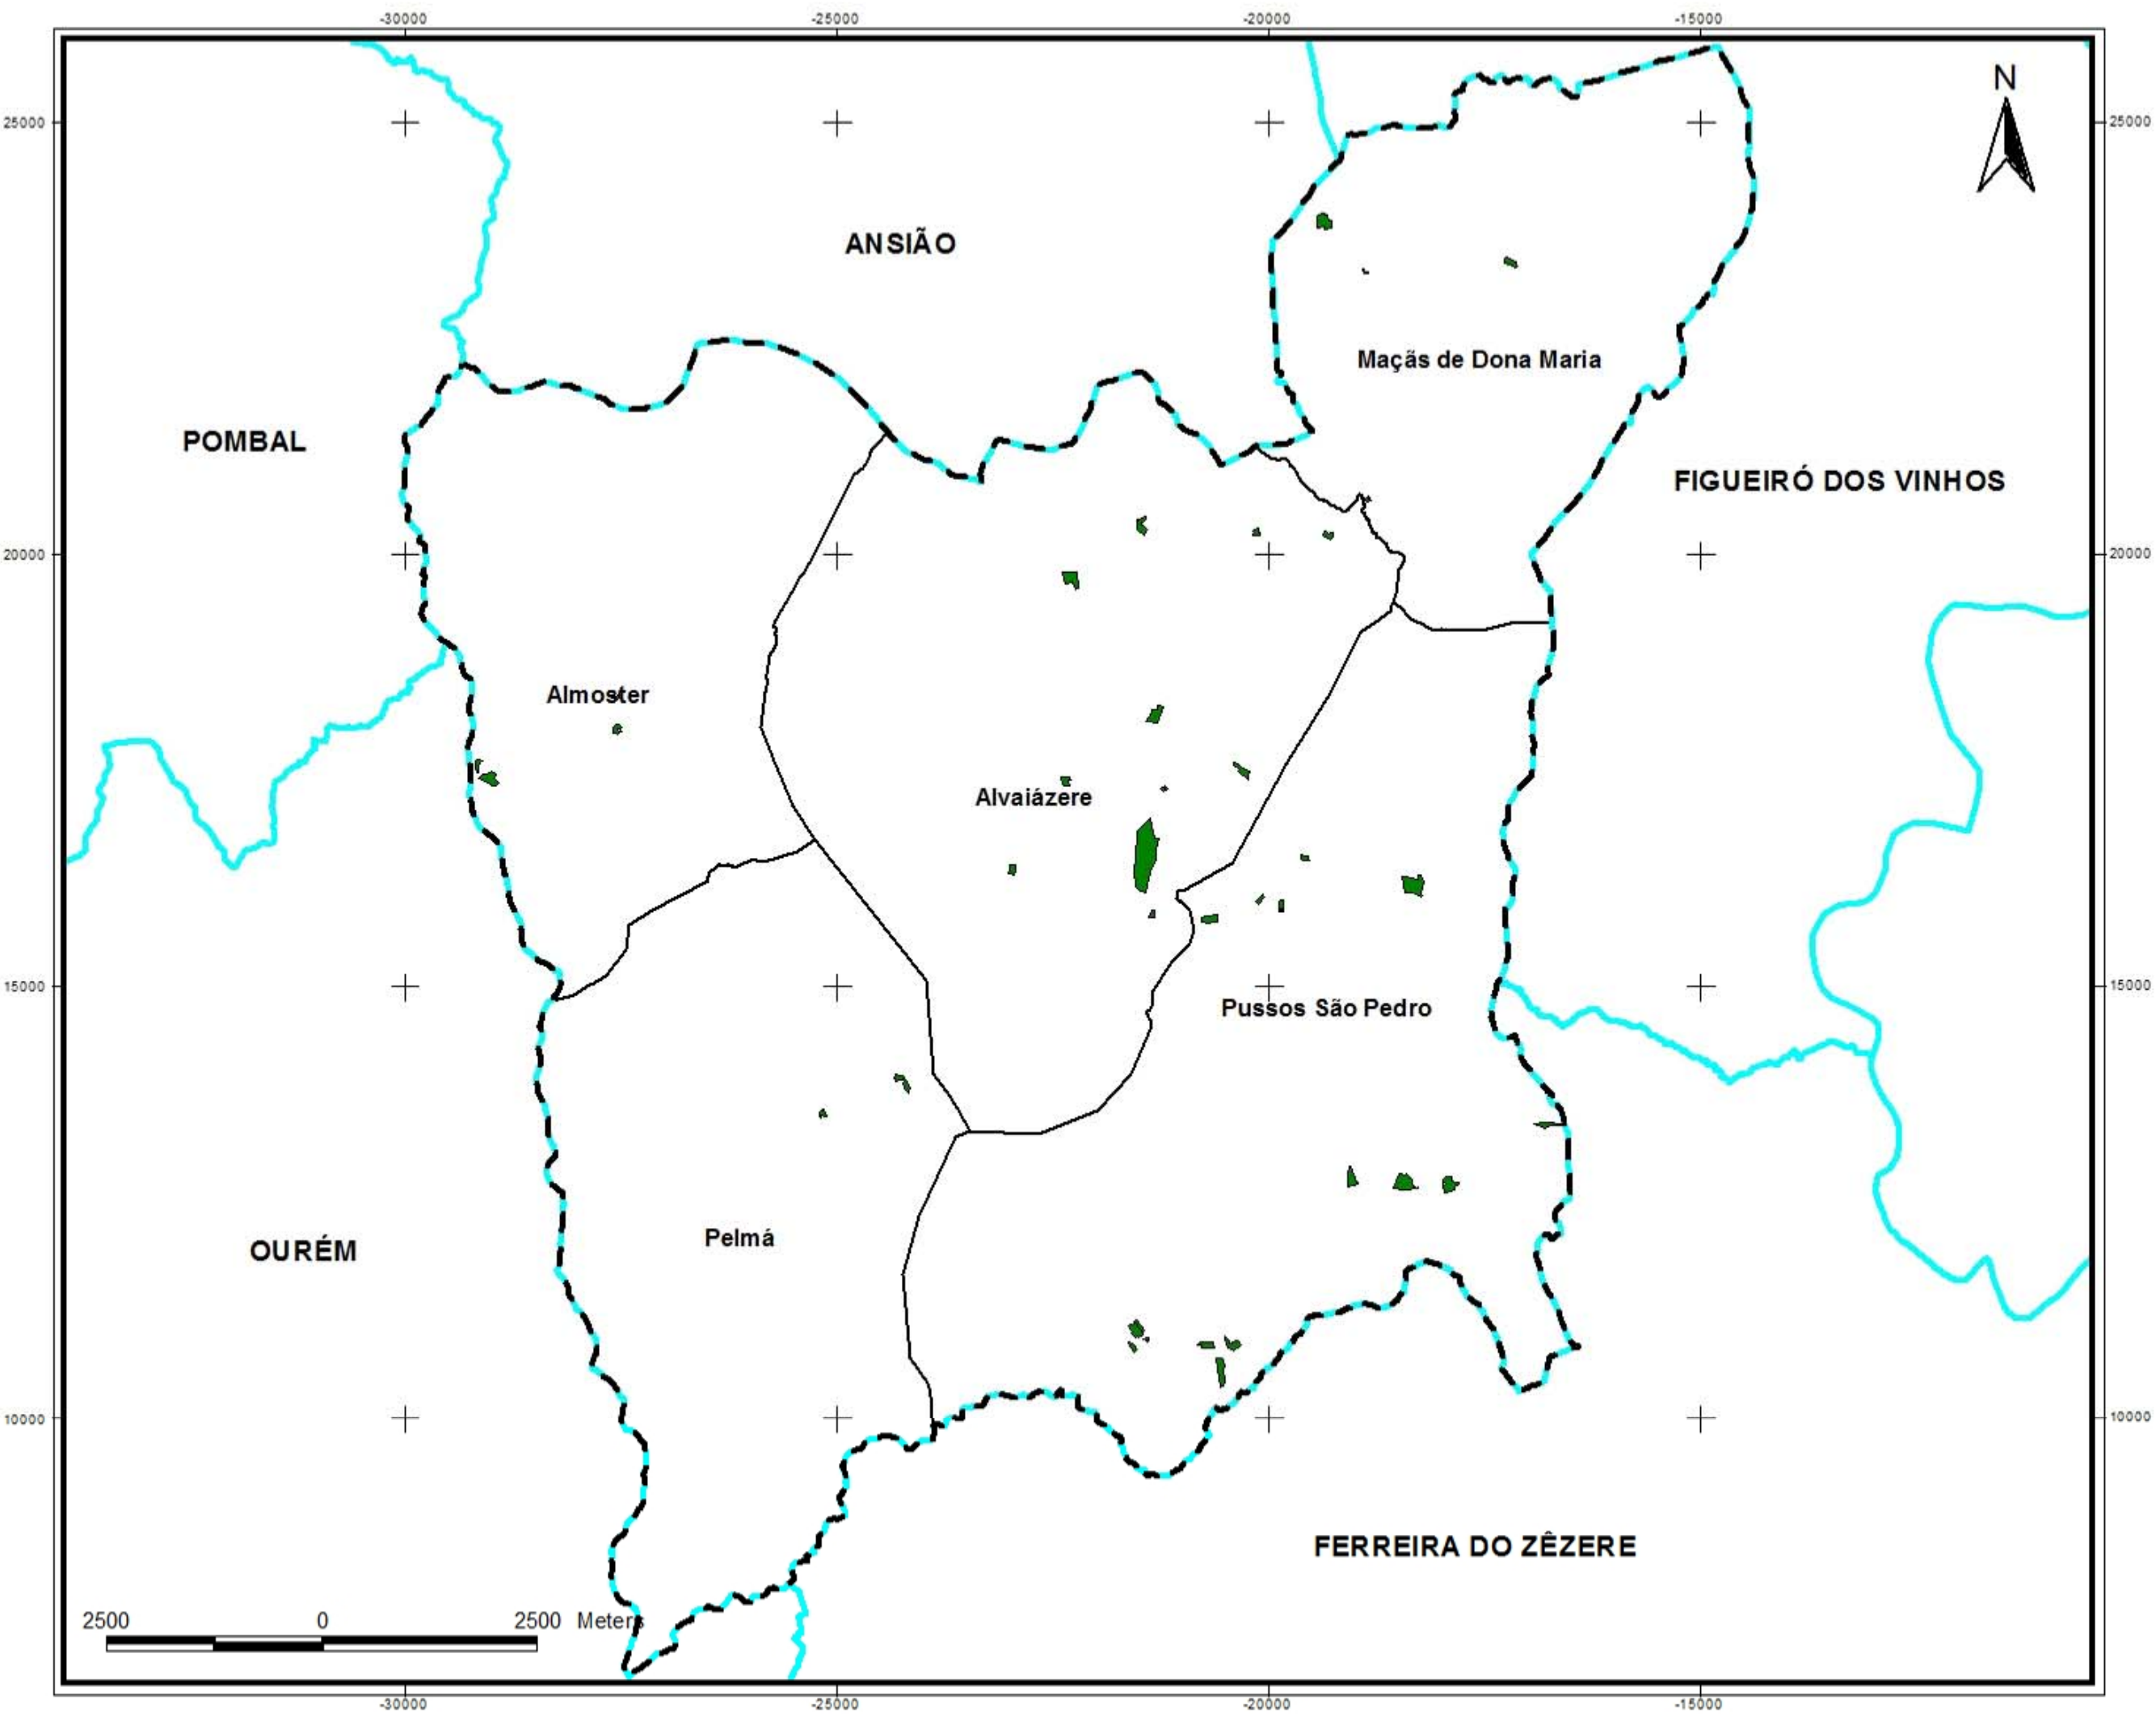 -30000 -25000 -20000 -15000
N
25000 25000
ANSIÃO
Maçãs de Dona Maria
POMBAL
FIGUEIRÓ DOS VINHOS
20000 20000
Almoster
Alvaiázere
15000 15000
Pussos São Pedro
Pelmá
OURÉM
10000 10000
FERREIRA DO ZÊZERE
2500 0 2500 Meters
-30000 -25000 -20000 -15000